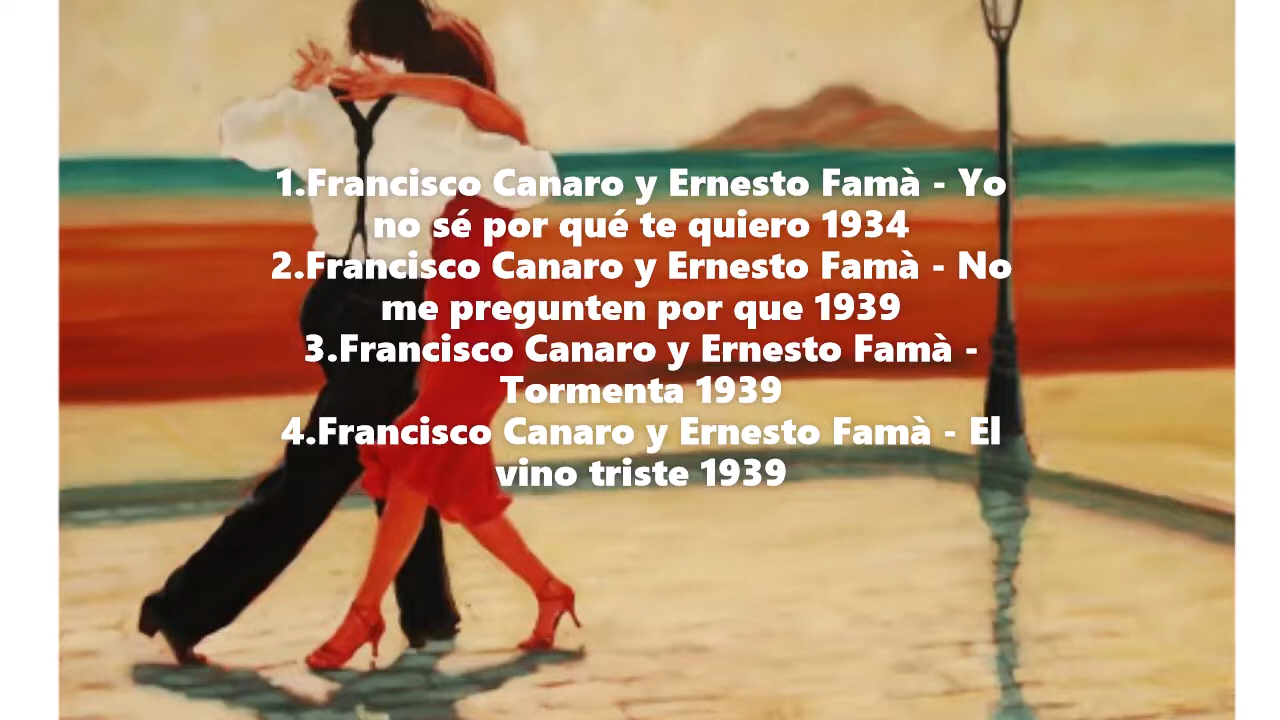 1.Francisco Canaro y Ernesto Famà - Yo
no sé por qué te quiero 1934
2.Francisco Canaro y Ernesto Famà - No
me pregunten por que 1939
3.Francisco Canaro y Ernesto Famà -
Tormenta 1939
4.Francisco Canaro y Ernesto Famà - El
vino triste 1939